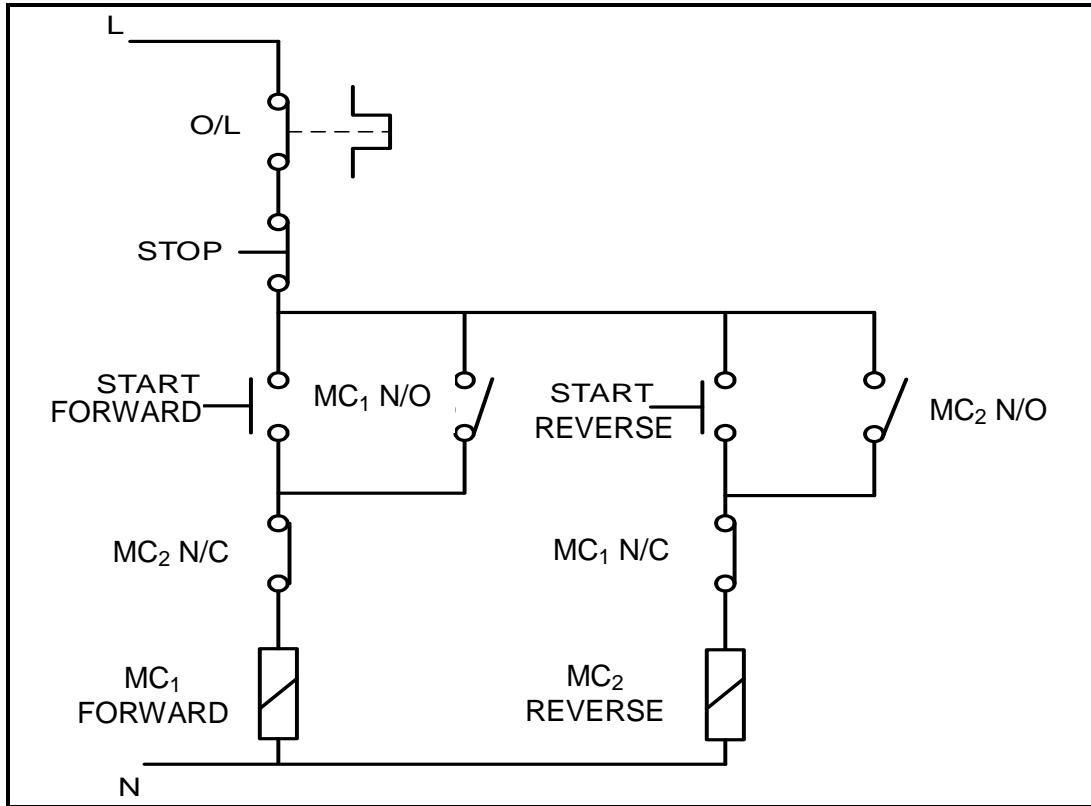 L
O/L
STOP
START
FORWARD
MC₁ N/O
START
REVERSE
MC₂ N/O
MC₂ N/C
MC₁ N/C
MC₁
FORWARD
MC₂
REVERSE
N